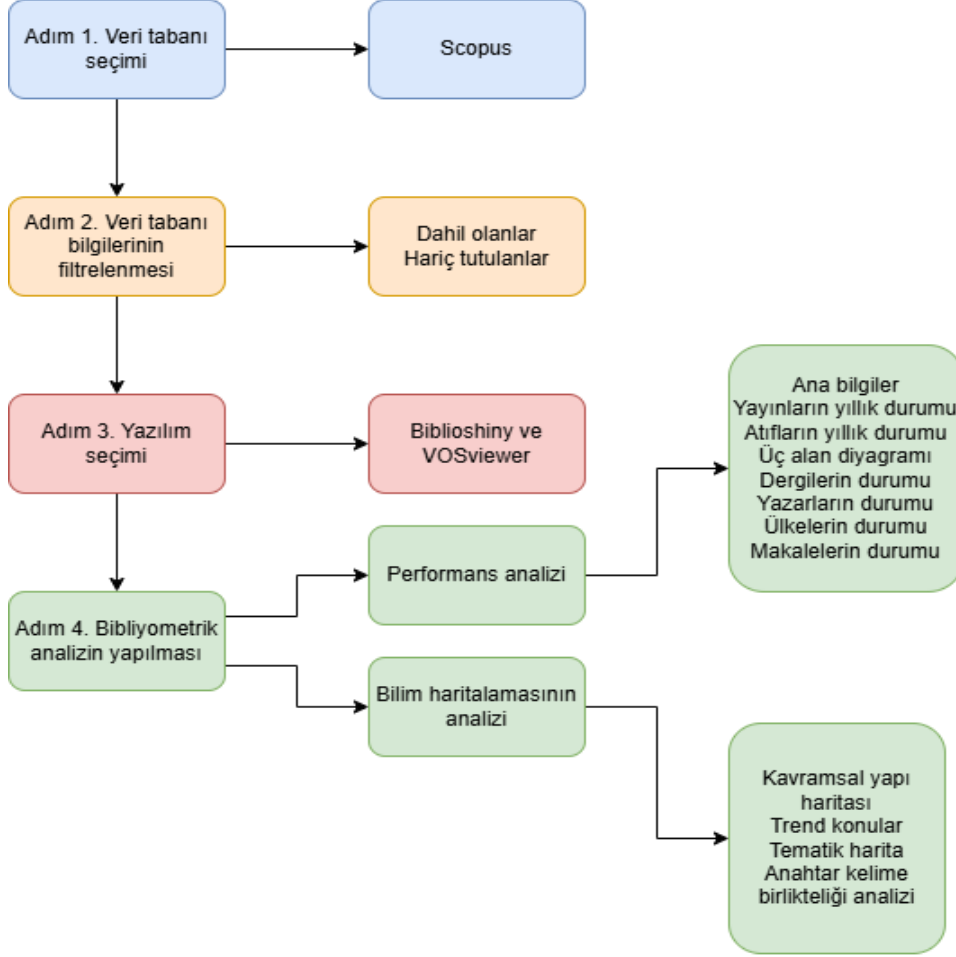 Adım 1. Veri tabanı
seçimi
Scopus
Adım 2. Veri tabanı
bilgilerinin
filtrelenmesi
Dahil olanlar
Hariç tutulanlar
Adım 3. Yazılım
seçimi
Biblioshiny ve
VOSviewer
Adım 4. Bibliyometrik
analizin yapılması
Performans analizi
Ana bilgiler
Yayınların yıllık durumu
Atıfların yıllık durumu
Üç alan diyagramı
Dergilerin durumu
Yazarların durumu
Ülkelerin durumu
Makalelerin durumu
Bilim haritalamasının
analizi
Kavramsal yapı
haritası
Trend konular
Tematik harita
Anahtar kelime
birlikteliği analizi